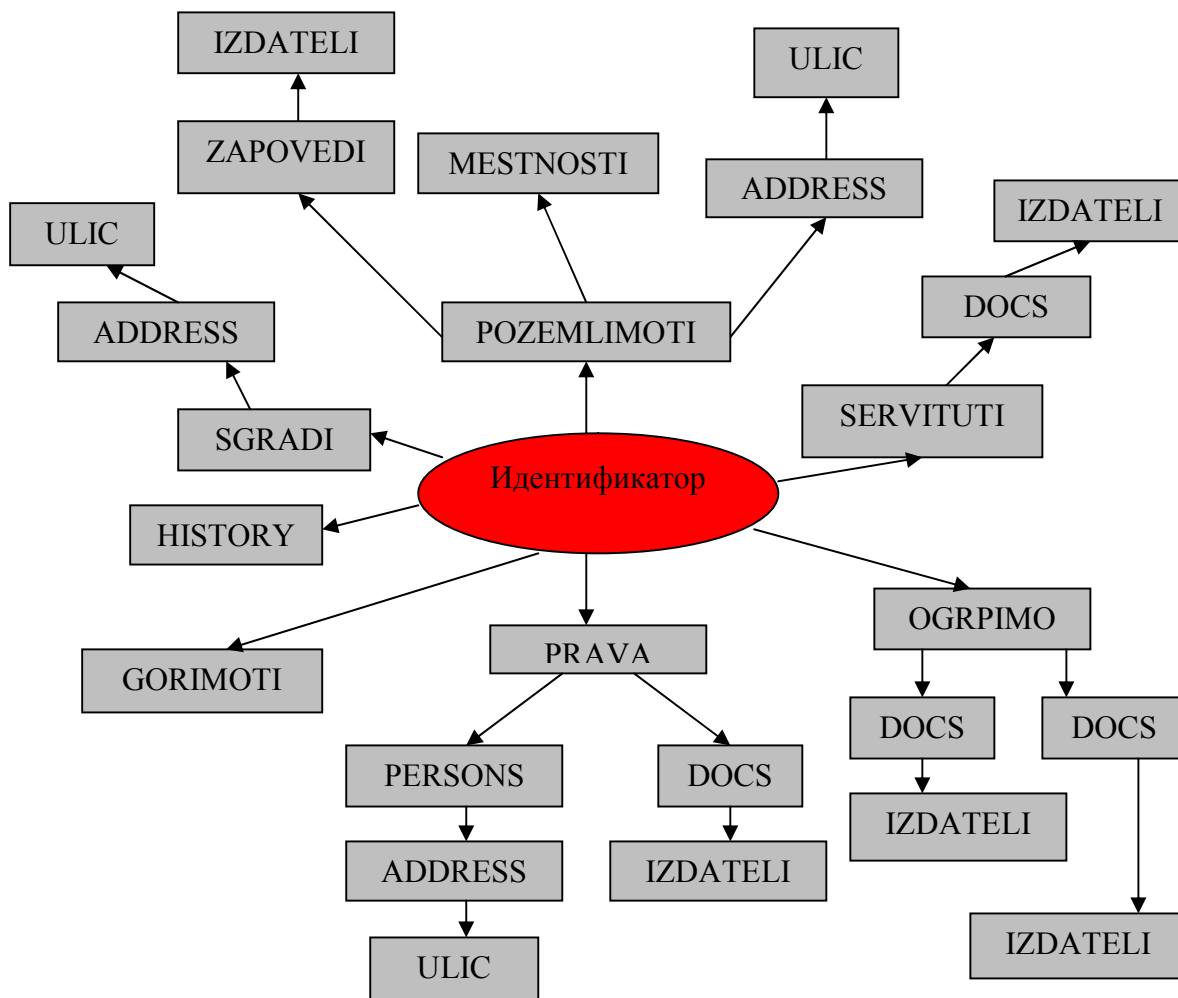 IZDATELI
ULIC
ZAPOVEDI
MESTNOSTI
ADDRESS
IZDATELI
ULIC
DOCS
ADDRESS
POZEMLIMOTI
SERVITUTI
SGRADI
Идентификатор
HISTORY
OGRPIMO
PRAVA
GORIMOTI
DOCS
DOCS
PERSONS
DOCS
IZDATELI
ADDRESS
IZDATELI
IZDATELI
ULIC